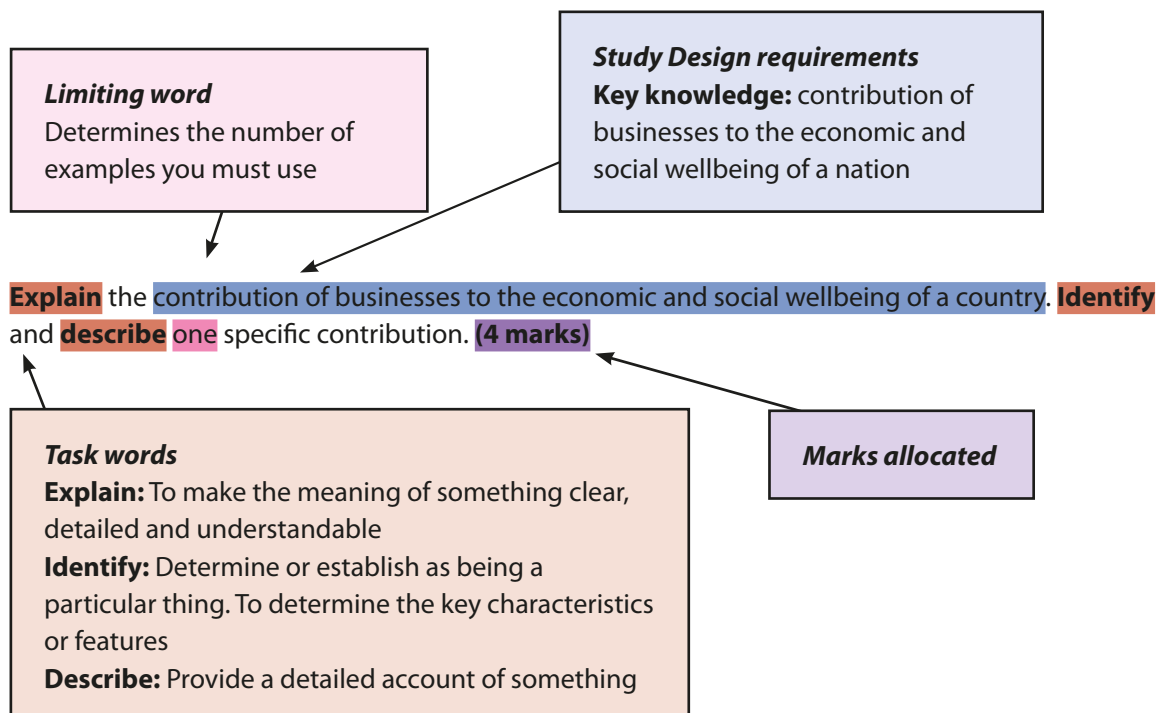 Limiting word
Determines the number of
examples you must use
Study Design requirements
Key knowledge: contribution of
businesses to the economic and
social wellbeing of a nation
Explain the contribution of businesses to the economic and social wellbeing of a country. Identify
and describe one specific contribution. (4 marks)
Task words
Explain: To make the meaning of something clear,
detailed and understandable
Identify: Determine or establish as being a
particular thing. To determine the key characteristics
or features
Describe: Provide a detailed account of something
Marks allocated